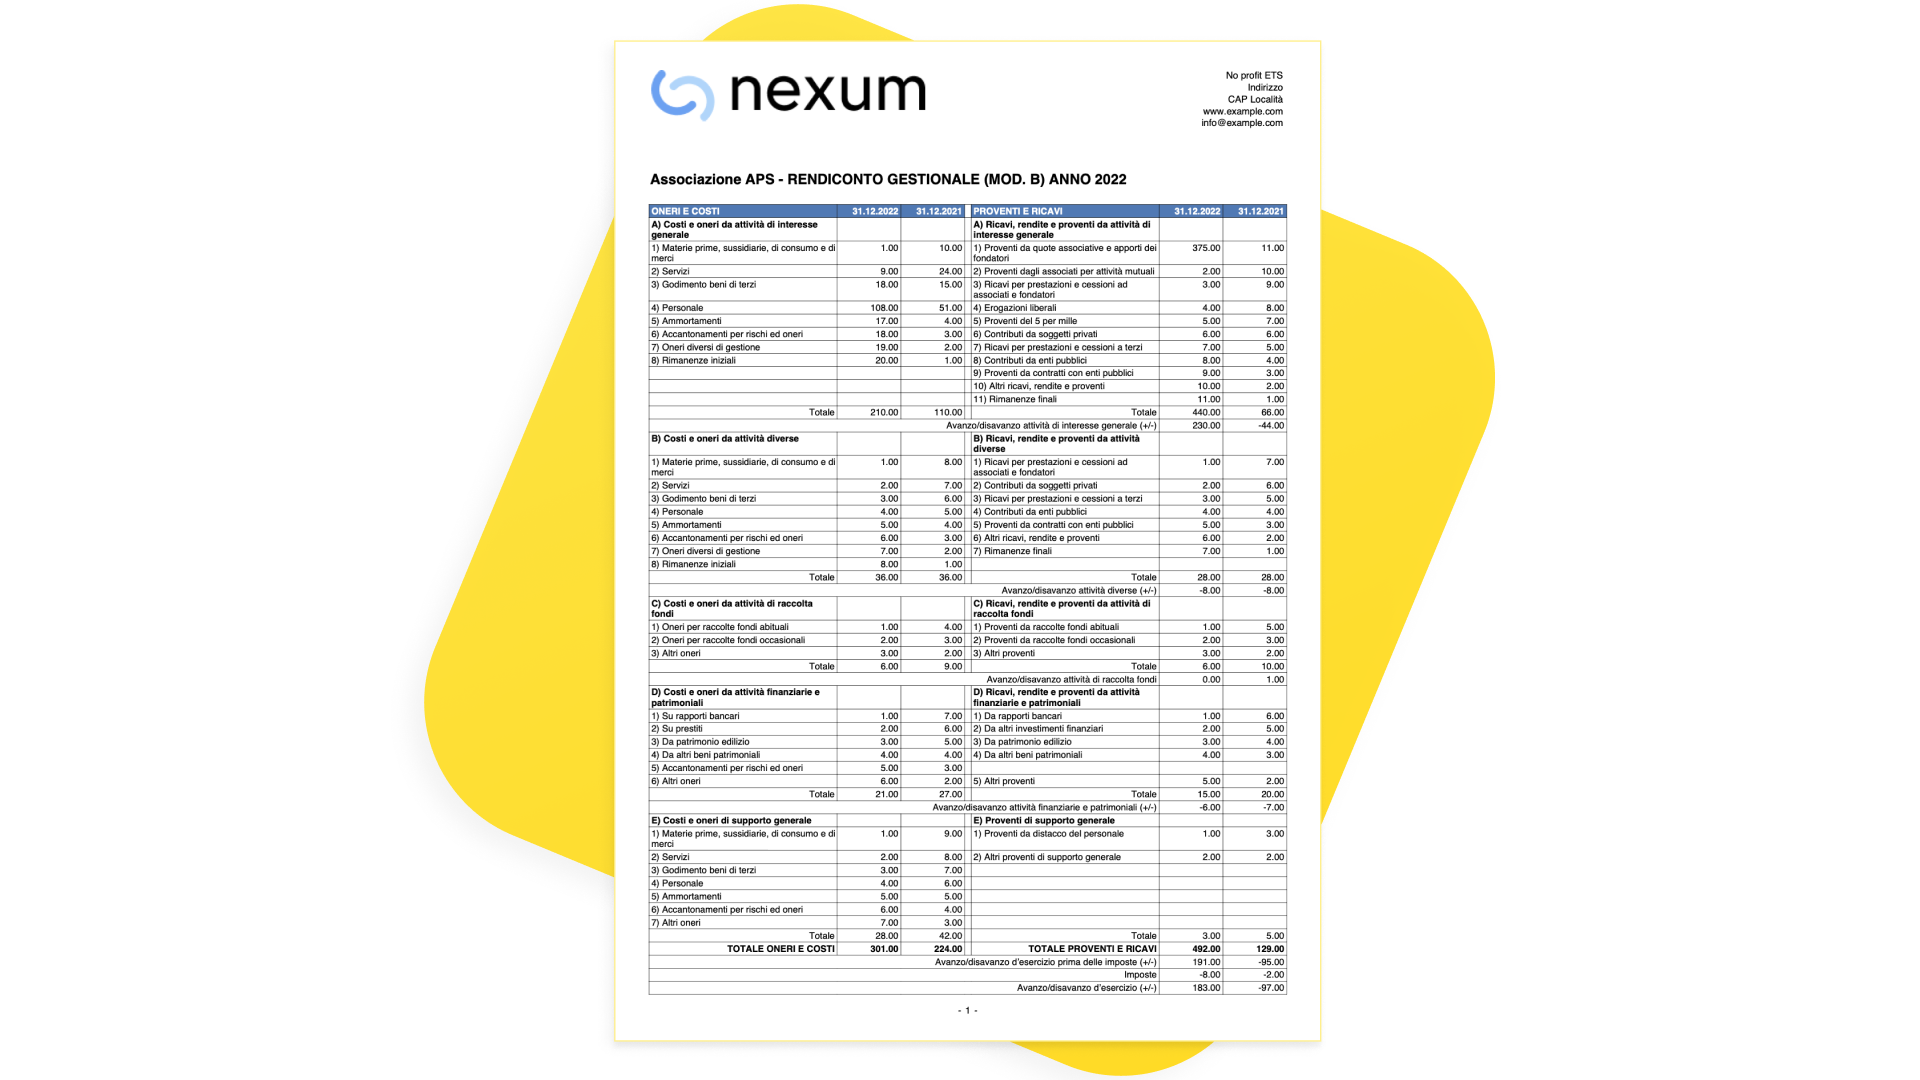 nexum
No profit ETS
Indirizzo
CAP Località
www.example.com
info@example.com
Associazione APS - RENDICONTO GESTIONALE (MOD. B) ANNO 2022
ONERI E COSTI 31.12.2022 31.12.2021 PROVENTI E RICAVI 31.12.2022 31.12.2021
A) Costi e oneri da attività di interesse generale A) Ricavi, rendite e proventi da attività di interesse generale
1) Materie prime, sussidiarie, di consumo e di merci 1.00 10.00 1) Proventi da quote associative e apporti dei fondatori 375.00 11.00
2) Servizi 9.00 24.00 2) Proventi dagli associati per attività mutuali 2.00 10.00
3) Godimento beni di terzi 18.00 15.00 3) Ricavi per prestazioni e cessioni ad associati e fondatori 3.00 9.00
4) Personale 108.00 51.00 4) Erogazioni liberali 4.00 8.00
5) Ammortamenti 17.00 4.00 5) Proventi del 5 per mille 5.00 7.00
6) Accantonamenti per rischi ed oneri 18.00 3.00 6) Contributi da soggetti privati 6.00 6.00
7) Oneri diversi di gestione 19.00 2.00 7) Ricavi per prestazioni e cessioni a terzi 7.00 5.00
8) Rimanenze iniziali 20.00 1.00 8) Contributi da enti pubblici 8.00 4.00
9) Proventi da contratti con enti pubblici 9.00 3.00
10) Altri ricavi, rendite e proventi 10.00 2.00
11) Rimanenze finali 11.00 1.00
Totale 210.00 110.00 Totale 440.00 66.00
Avanzo/disavanzo attività di interesse generale (+/-) 230.00 -44.00
B) Costi e oneri da attività diverse B) Ricavi, rendite e proventi da attività diverse
1) Materie prime, sussidiarie, di consumo e di merci 1.00 8.00 1) Ricavi per prestazioni e cessioni ad associati e fondatori 1.00 7.00
2) Servizi 2.00 7.00 2) Contributi da soggetti privati 2.00 6.00
3) Godimento beni di terzi 3.00 6.00 3) Ricavi per prestazioni e cessioni a terzi 3.00 5.00
4) Personale 4.00 5.00 4) Contributi da enti pubblici 4.00 4.00
5) Ammortamenti 5.00 4.00 5) Proventi da contratti con enti pubblici 5.00 3.00
6) Accantonamenti per rischi ed oneri 6.00 3.00 6) Altri ricavi, rendite e proventi 6.00 2.00
7) Oneri diversi di gestione 7.00 2.00 7) Rimanenze finali 7.00 1.00
8) Rimanenze iniziali 8.00 1.00
Totale 36.00 36.00 Totale 28.00 28.00
Avanzo/disavanzo attività diverse (+/-) -8.00 -8.00
C) Costi e oneri da attività di raccolta fondi C) Ricavi, rendite e proventi da attività di raccolta fondi
1) Oneri per raccolte fondi abituali 1.00 4.00 1) Proventi da raccolte fondi abituali 1.00 5.00
2) Oneri per raccolte fondi occasionali 2.00 3.00 2) Proventi da raccolte fondi occasionali 2.00 3.00
3) Altri oneri 3.00 2.00 3) Altri proventi 3.00 2.00
Totale 6.00 9.00 Totale 6.00 10.00
Avanzo/disavanzo attività di raccolta fondi 0.00 1.00
D) Costi e oneri da attività finanziarie e patrimoniali D) Ricavi, rendite e proventi da attività finanziarie e patrimoniali
1) Su rapporti bancari 1.00 7.00 1) Da rapporti bancari 1.00 6.00
2) Su prestiti 2.00 6.00 2) Da altri investimenti finanziari 2.00 5.00
3) Da patrimonio edilizio 3.00 5.00 3) Da patrimonio edilizio 3.00 4.00
4) Da altri beni patrimoniali 4.00 4.00 4) Da altri beni patrimoniali 4.00 3.00
5) Accantonamenti per rischi ed oneri 5.00 3.00
6) Altri oneri 6.00 2.00 5) Altri proventi 5.00 2.00
Totale 21.00 27.00 Totale 15.00 20.00
Avanzo/disavanzo attività finanziarie e patrimoniali (+/-) -6.00 -7.00
E) Costi e oneri di supporto generale E) Proventi di supporto generale
1) Materie prime, sussidiarie, di consumo e di merci 1.00 9.00 1) Proventi da distacco del personale 1.00 3.00
2) Servizi 2.00 8.00 2) Altri proventi di supporto generale 2.00 2.00
3) Godimento beni di terzi 3.00 7.00
4) Personale 4.00 6.00
5) Ammortamenti 5.00 5.00
6) Accantonamenti per rischi ed oneri 6.00 4.00
7) Altri oneri 7.00 3.00
Totale 28.00 42.00 Totale 3.00 5.00
TOTALE ONERI E COSTI 301.00 224.00 TOTALE PROVENTI E RICAVI 492.00 129.00
Avanzo/disavanzo d'esercizio prima delle imposte (+/-) 191.00 -95.00
Imposte -8.00 -2.00
Avanzo/disavanzo d'esercizio (+/-) 183.00 -97.00
- 1 -